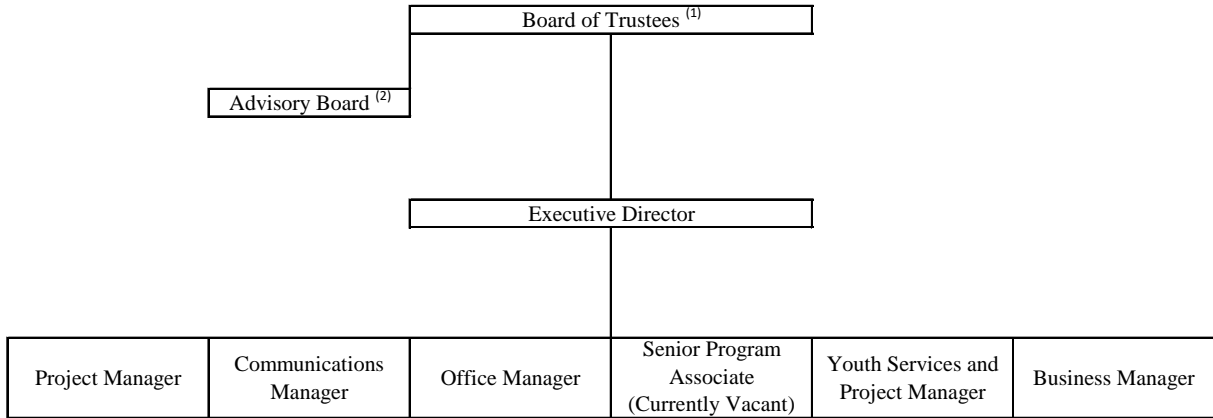 Board of Trustees (1)
Advisory Board (2)
Executive Director
Project Manager
Communications
Manager
Office Manager
Senior Program
Associate
(Currently Vacant)
Youth Services and
Project Manager
Business Manager